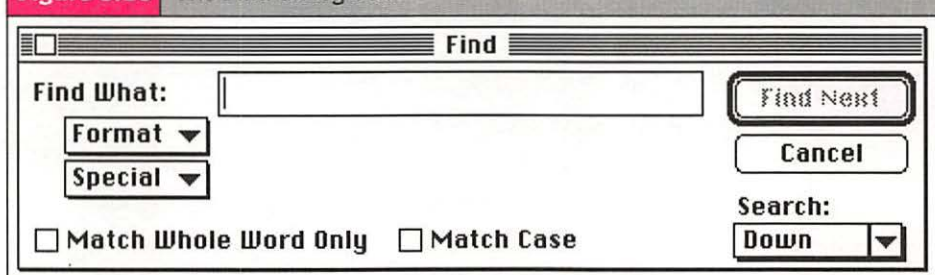 Find
Find What:
Find Next
Format
Cancel
Special
Search:
Match Whole Word Only
Match Case
Down